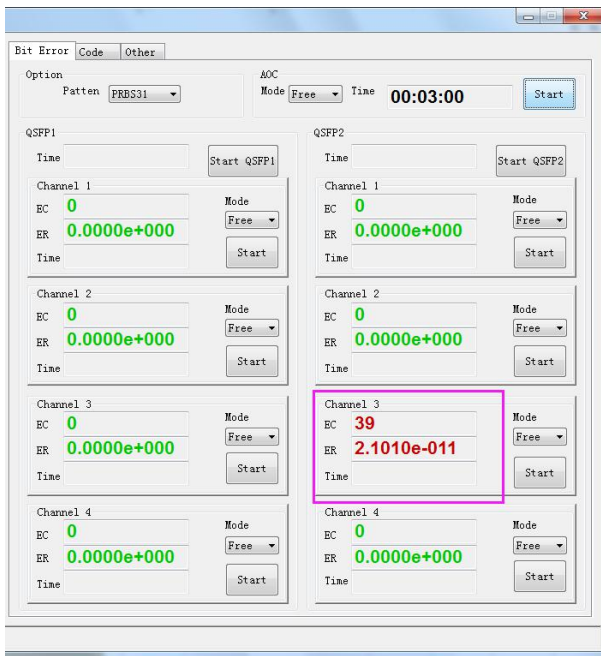 Bit Error Code Other
Option AOC
Patten PRBS31 Mode Free Time 00:03:00 Start
QSFP1 QSFP2
Time Start QSFP1 Time Start QSFP2
Channel 1 Channel 1
EC 0 Mode EC 0 Mode
Free Free
ER 0.0000e+000 ER 0.0000e+000
Time Start Time Start
Channel 2 Channel 2
EC 0 Mode EC 0 Mode
Free Free
ER 0.0000e+000 ER 0.0000e+000
Time Start Time Start
Channel 3 Channel 3
EC 0 Mode EC 39 Mode
Free Free
ER 0.0000e+000 ER 2.1010e-011
Time Start Time Start
Channel 4 Channel 4
EC 0 Mode EC 0 Mode
Free Free
ER 0.0000e+000 ER 0.0000e+000
Time Start Time Start